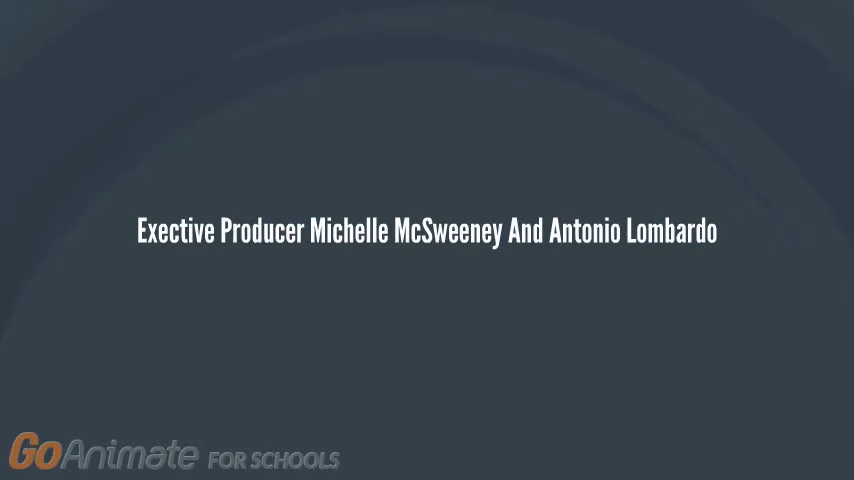 Exective Producer Michelle McSweeney And Antonio Lombardo
GoAnimate FOR SCHOOLS